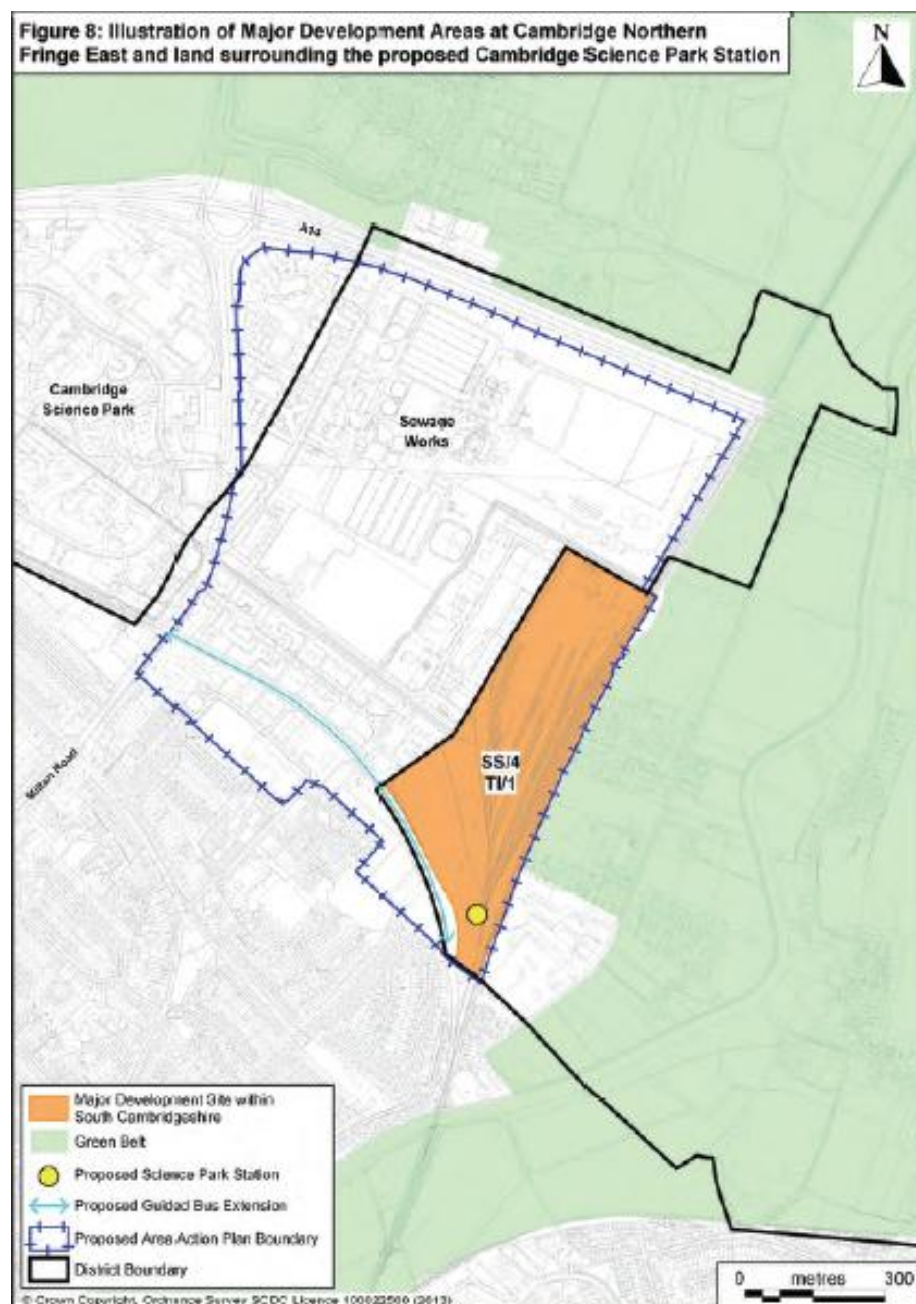 Figure 8: Illustration of Major Development Areas at Cambridge Northern
Fringe East and land surrounding the proposed Cambridge Science Park Station
N
A14
Cambridge
Science Park
Sewage
Works
SS/4
TI/1
Milton Road
Major Development Site within
South Cambridgeshire
Green Belt
Proposed Science Park Station
Proposed Guided Bus Extension
Proposed Area Action Plan Boundary
District Boundary
0 metres 300
© Crown Copyright, Ordnance Survey SCDC Licence 100022500 (2013)